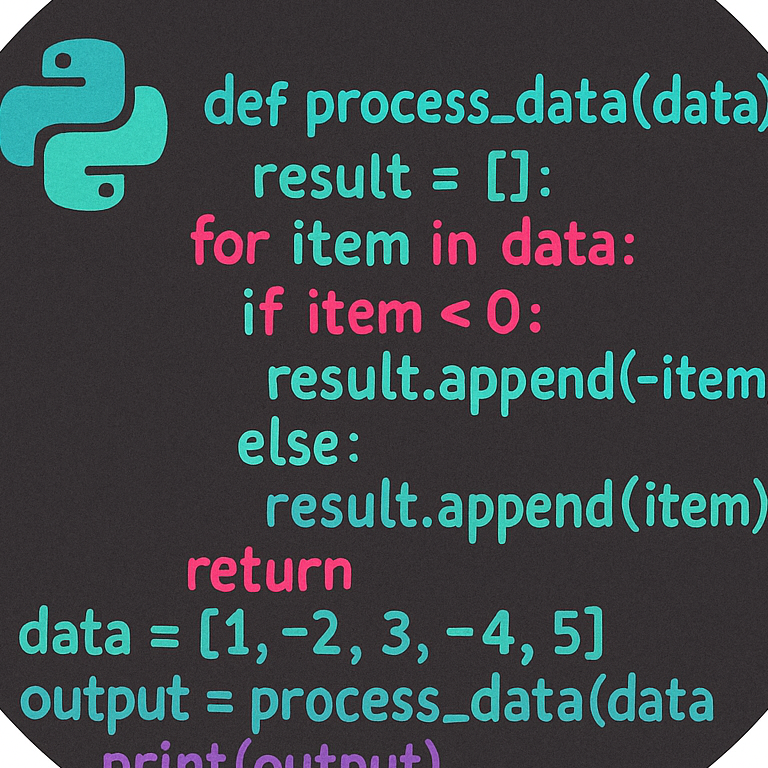 def process_data(data)
result = []:
for item in data:
if item < 0:
result.append(-item
else:
result.append(item)
return
data = [1, -2, 3, -4, 5]
output = process_data(data
print(output)